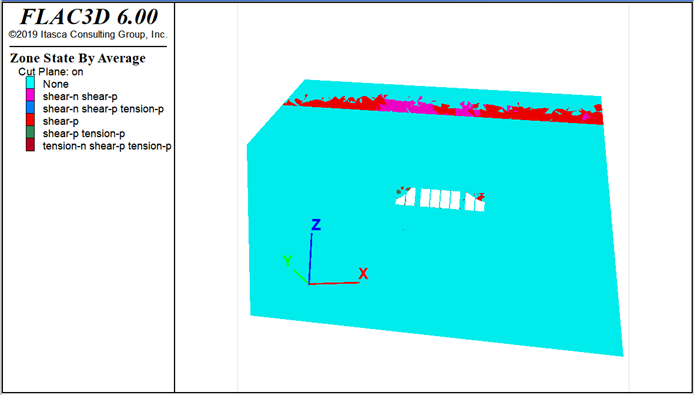 FLAC3D 6.00
©2019 Itasca Consulting Group, Inc.
Zone State By Average
Cut Plane: on
None
shear-n shear-p
shear-n shear-p tension-p
shear-p
shear-p tension-p
tension-n shear-p tension-p
Z
Y
X